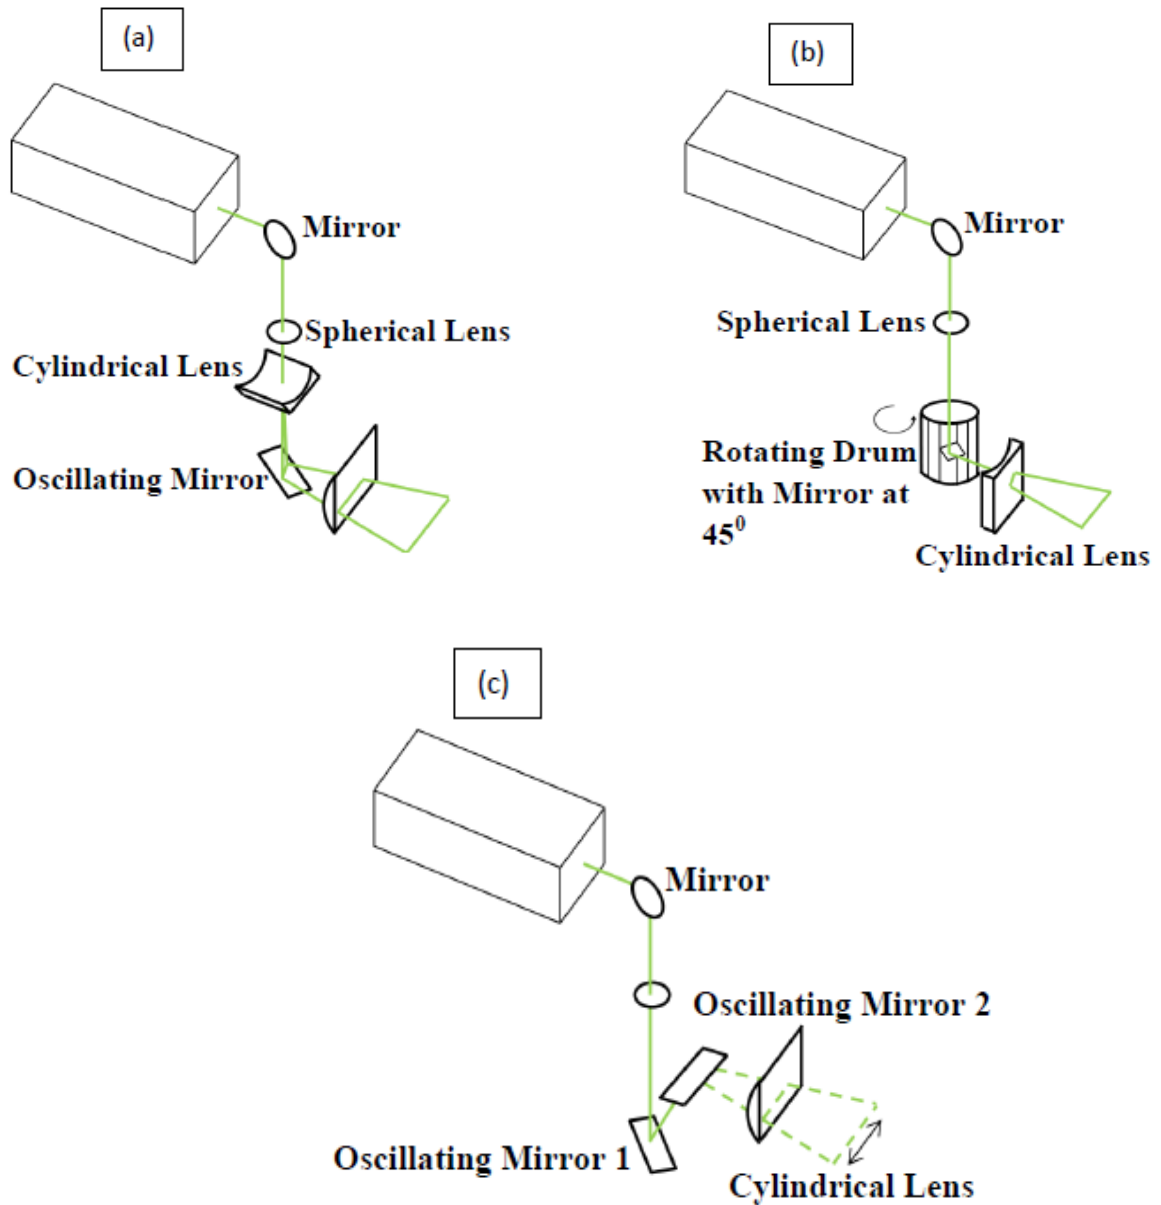 (a)
Mirror
Spherical Lens
Cylindrical Lens
Oscillating Mirror
(b)
Mirror
Spherical Lens
Rotating Drum
with Mirror at
45⁰
Cylindrical Lens
(c)
Mirror
Oscillating Mirror 2
Oscillating Mirror 1
Cylindrical Lens